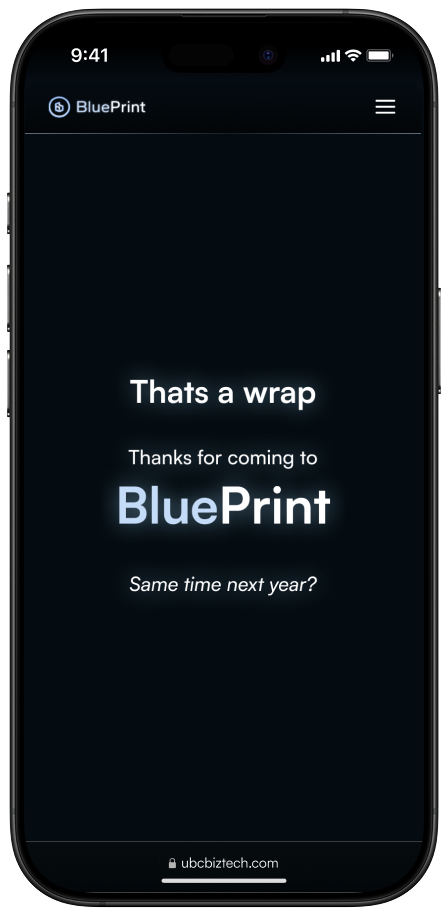 9:41
BluePrint
Thats a wrap
Thanks for coming to
BluePrint
Same time next year?
ubcbiztech.com